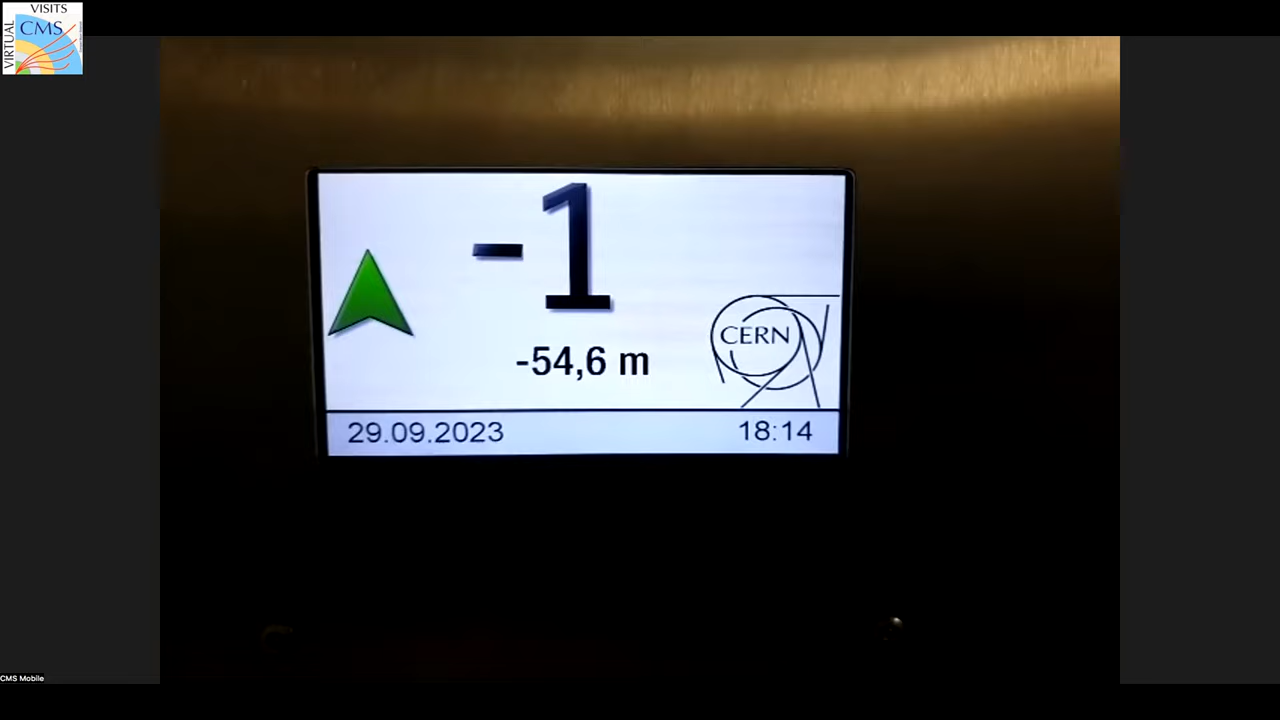 VISITS
VIRTUAL
CMS
-1
-54,6 m
CERN
29.09.2023
18:14
CMS Mobile